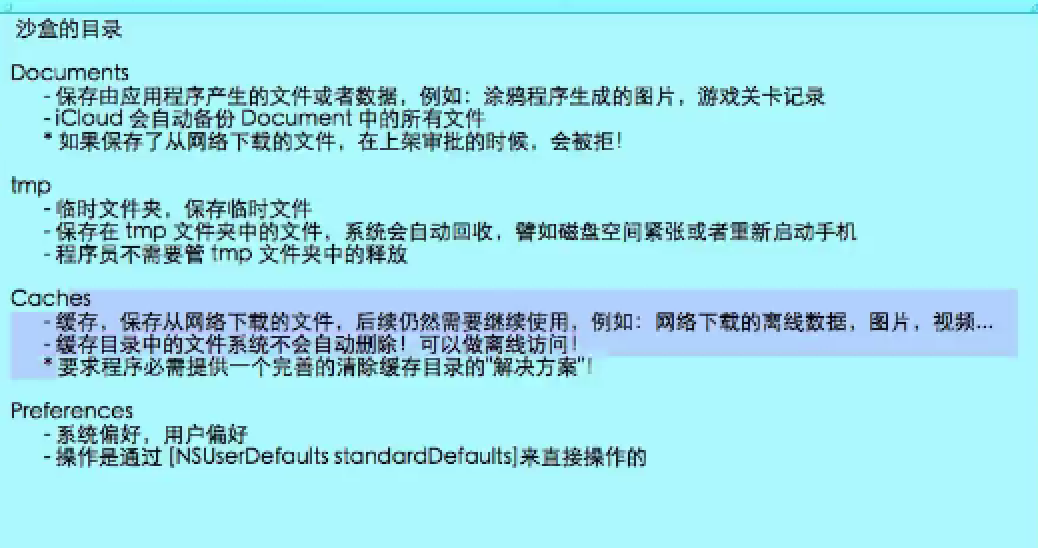 沙盒的目录
Documents
- 保存由应用程序产生的文件或者数据，例如：涂鸦程序生成的图片，游戏关卡记录
- iCloud 会自动备份 Document 中的所有文件
* 如果保存了从网络下载的文件，在上架审批的时候，会被拒！
tmp
- 临时文件夹，保存临时文件
- 保存在 tmp 文件夹中的文件，系统会自动回收，譬如磁盘空间紧张或者重新启动手机
- 程序员不需要管 tmp 文件夹中的释放
Caches
- 缓存，保存从网络下载的文件，后续仍然需要继续使用，例如：网络下载的离线数据，图片，视频...
- 缓存目录中的文件系统不会自动删除！可以做离线访问！
* 要求程序必需提供一个完善的清除缓存目录的"解决方案"！
Preferences
- 系统偏好，用户偏好
- 操作是通过 [NSUserDefaults standardDefaults]来直接操作的